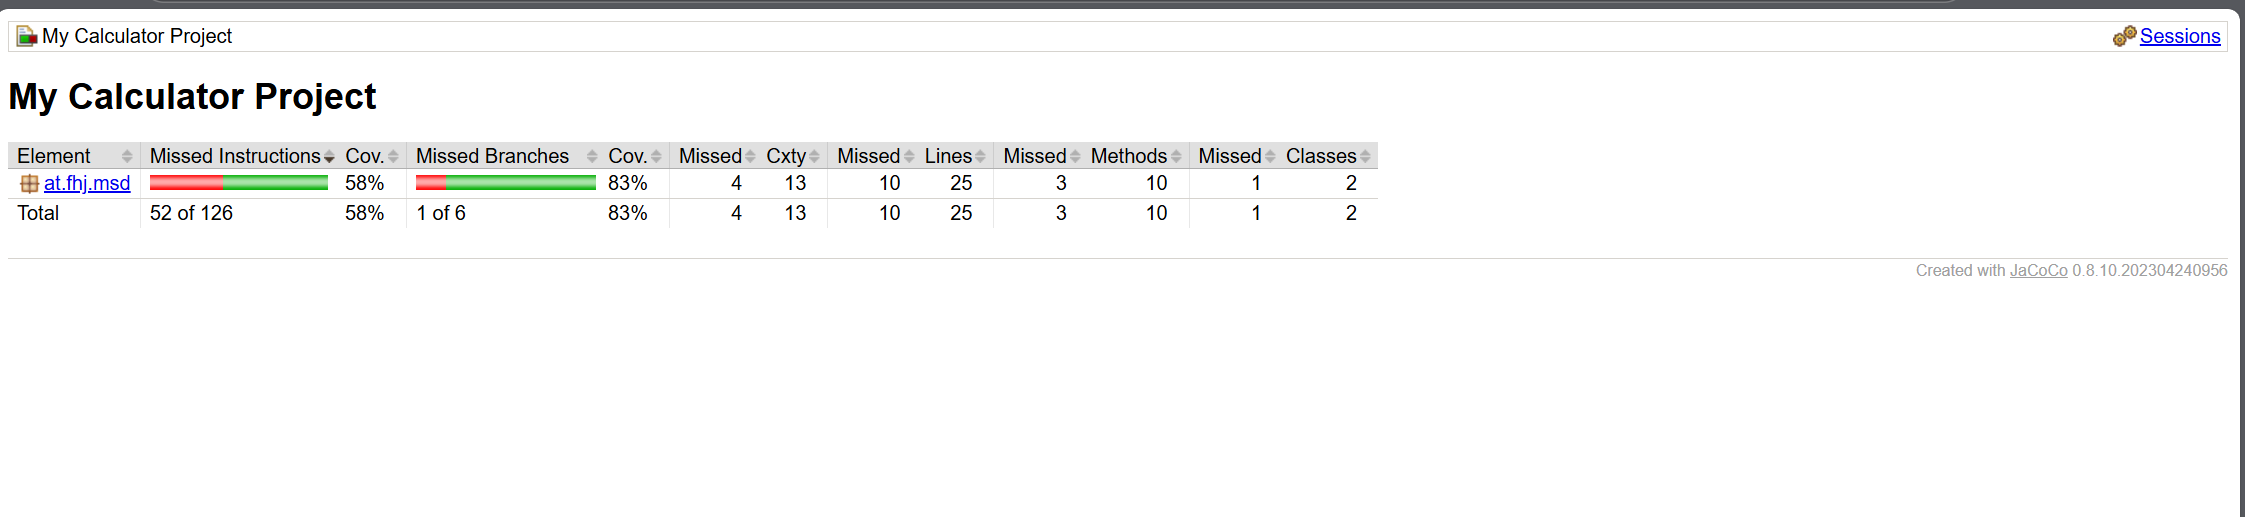 My Calculator Project Sessions
My Calculator Project
Element Missed Instructions Cov. Missed Branches Cov. Missed Cxty Missed Lines Missed Methods Missed Classes
at.fhj.msd 58% 83% 4 13 10 25 3 10 1 2
Total 52 of 126 58% 1 of 6 83% 4 13 10 25 3 10 1 2
Created with JaCoCo 0.8.10.202304240956